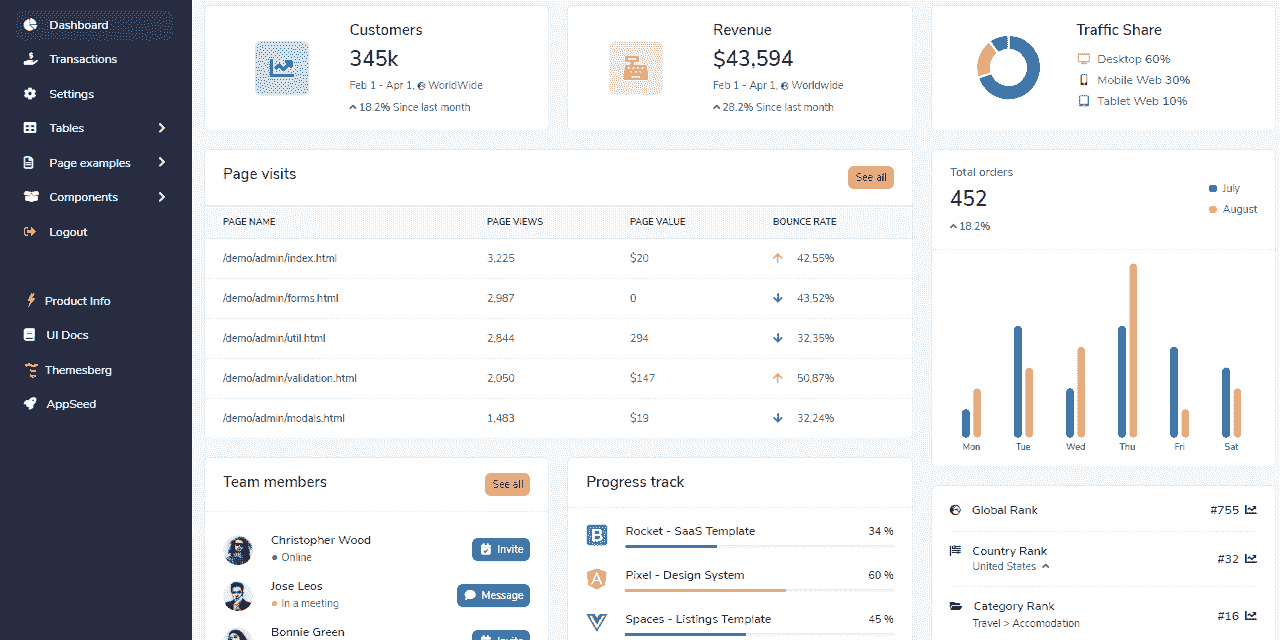 Dashboard
Transactions
Settings
Tables
Page examples
Components
Logout
Product Info
UI Docs
Themesberg
AppSeed
Customers
345k
Feb 1 - Apr 1, WorldWide
18.2% Since last month
Revenue
$43,594
Feb 1 - Apr 1, Worldwide
28.2% Since last month
Traffic Share
Desktop 60%
Mobile Web 30%
Tablet Web 10%
Page visits
See all
PAGE NAME PAGE VIEWS PAGE VALUE BOUNCE RATE
/demo/admin/index.html 3,225 $20 42,55%
/demo/admin/forms.html 2,987 0 43,52%
/demo/admin/util.html 2,844 294 32,35%
/demo/admin/validation.html 2,050 $147 50,87%
/demo/admin/modals.html 1,483 $19 32,24%
Total orders
452
18.2%
July
August
Mon Tue Wed Thu Fri Sat
Team members
See all
Christopher Wood
Online
Invite
Jose Leos
In a meeting
Message
Bonnie Green
Invite
Progress track
B
Rocket - SaaS Template 34 %
A
Pixel - Design System 60 %
Spaces - Listings Template 45 %
Global Rank #755
Country Rank
United States
#32
Category Rank
Travel > Accomodation
#16